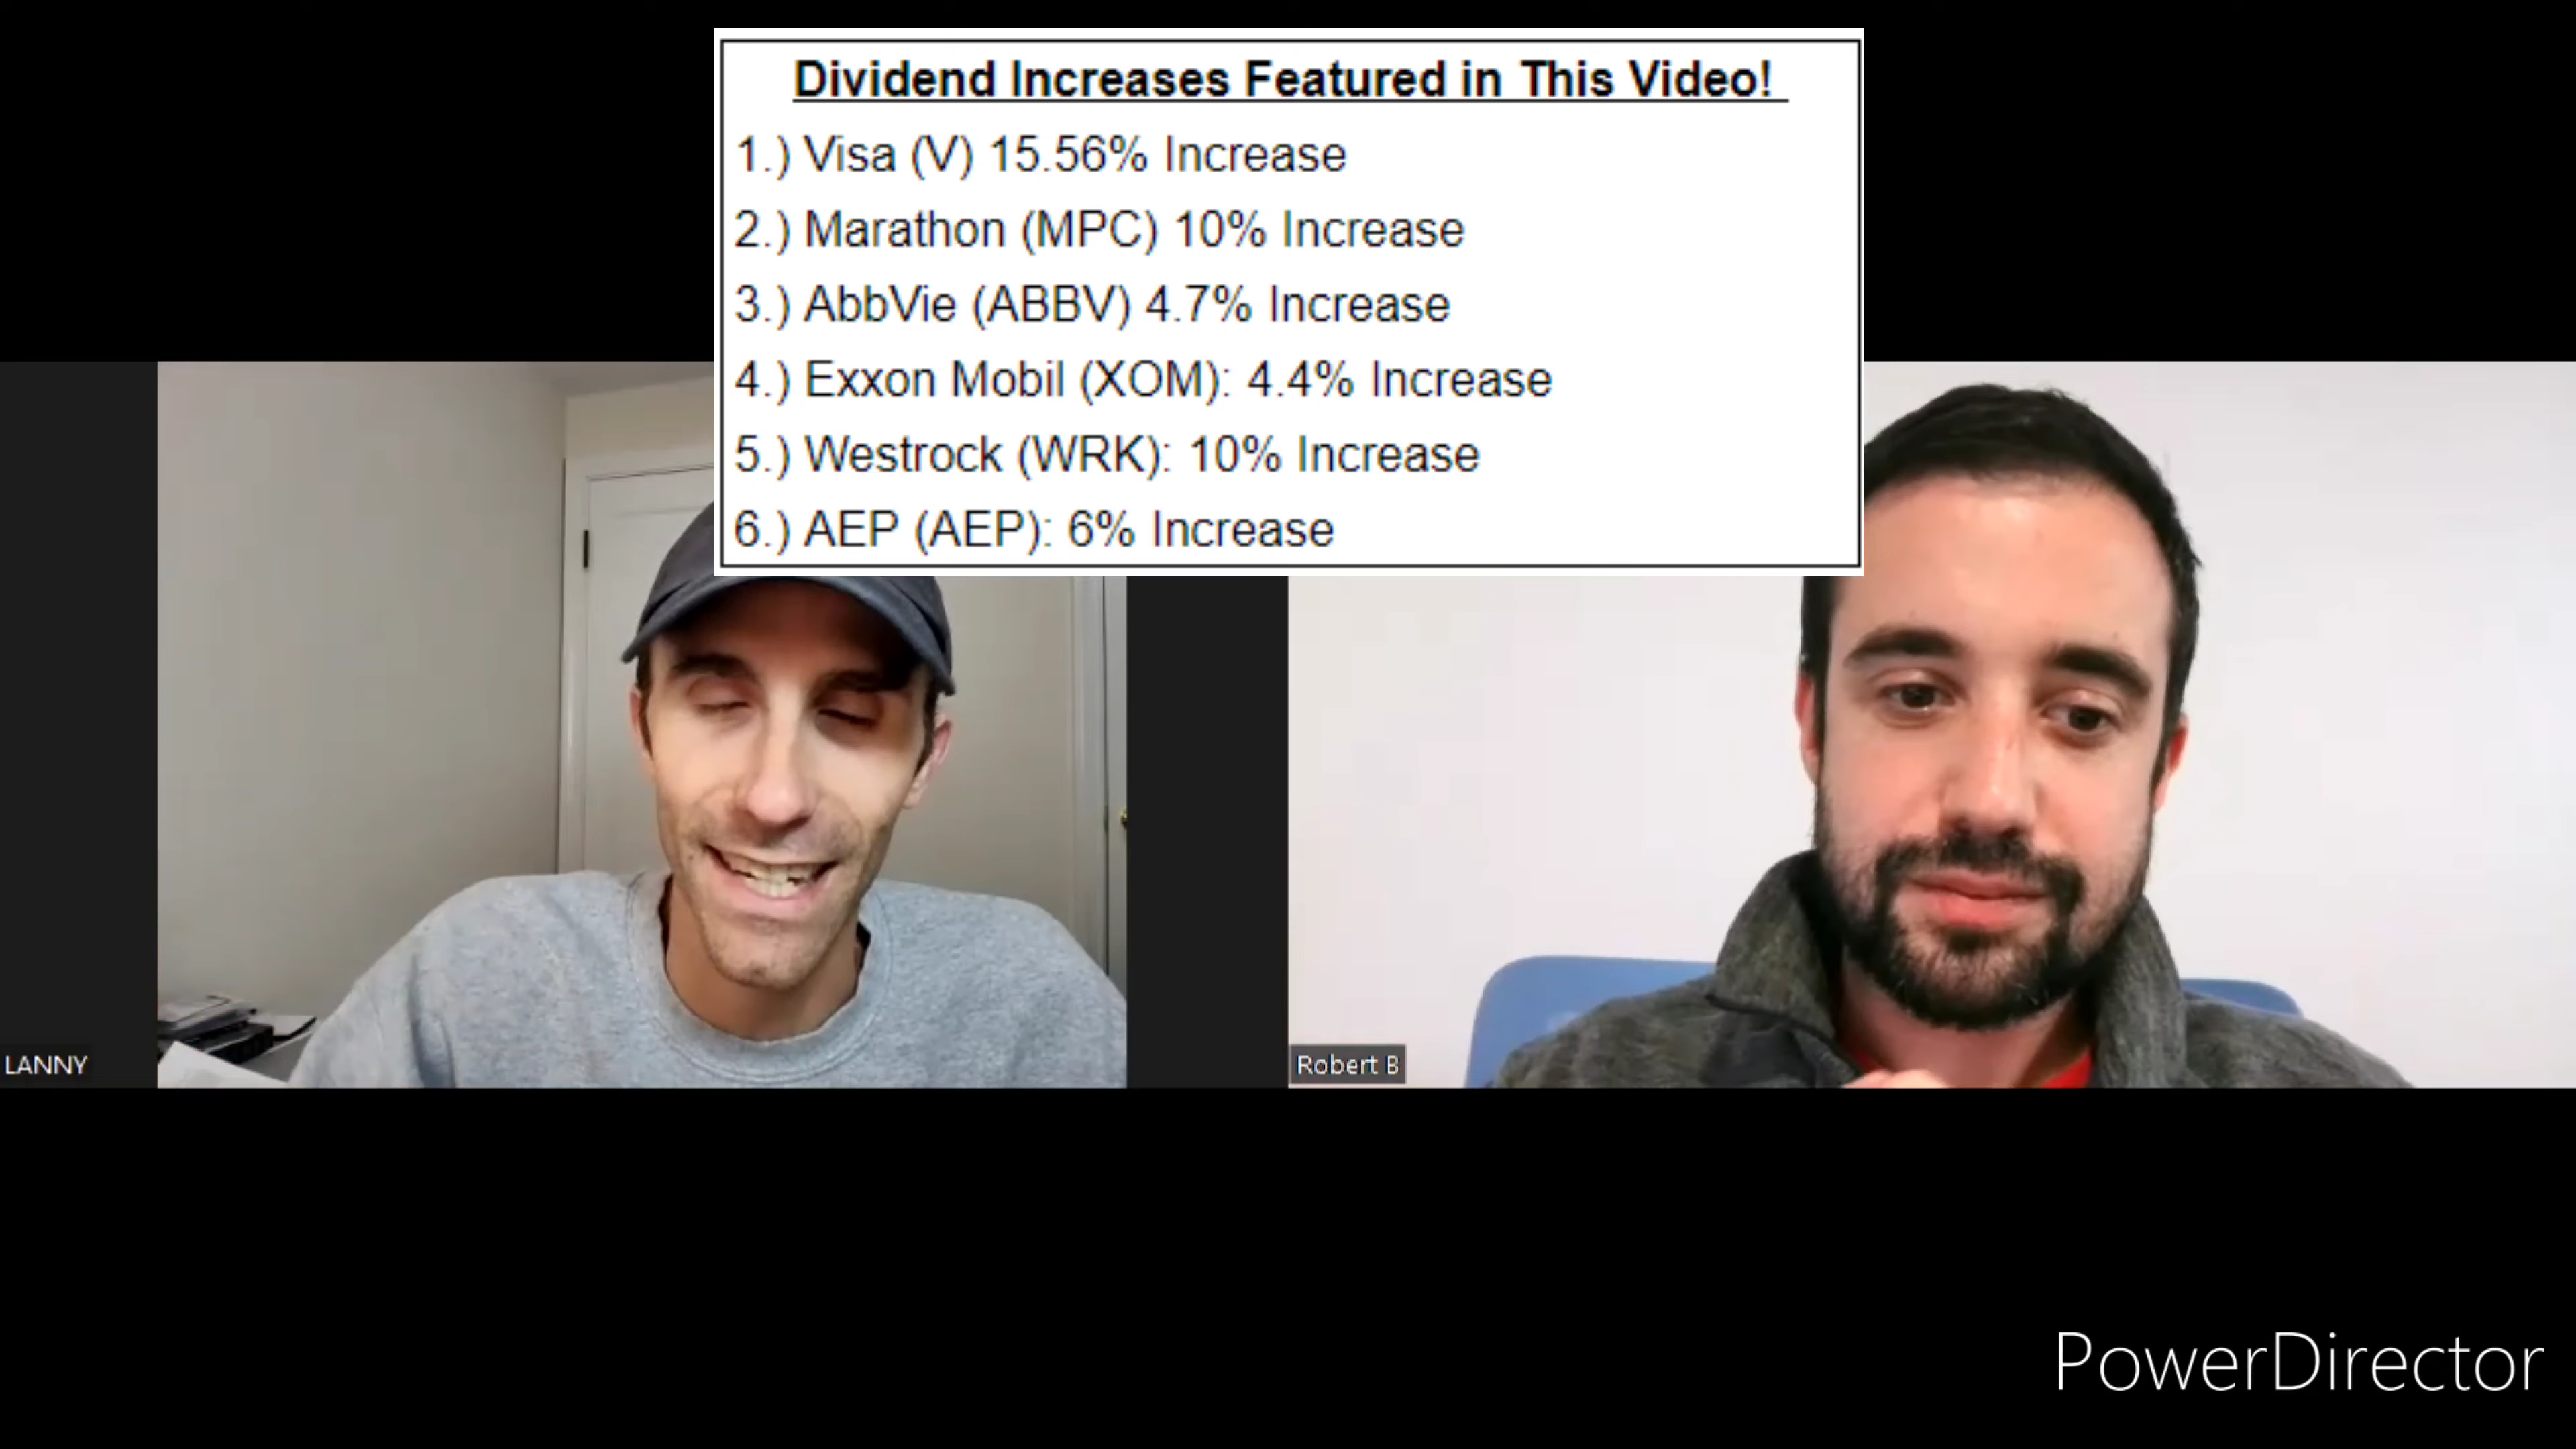 Dividend Increases Featured in This Video!
1.) Visa (V) 15.56% Increase
2.) Marathon (MPC) 10% Increase
3.) AbbVie (ABBV) 4.7% Increase
4.) Exxon Mobil (XOM): 4.4% Increase
5.) Westrock (WRK): 10% Increase
6.) AEP (AEP): 6% Increase
LANNY
Robert B
PowerDirector